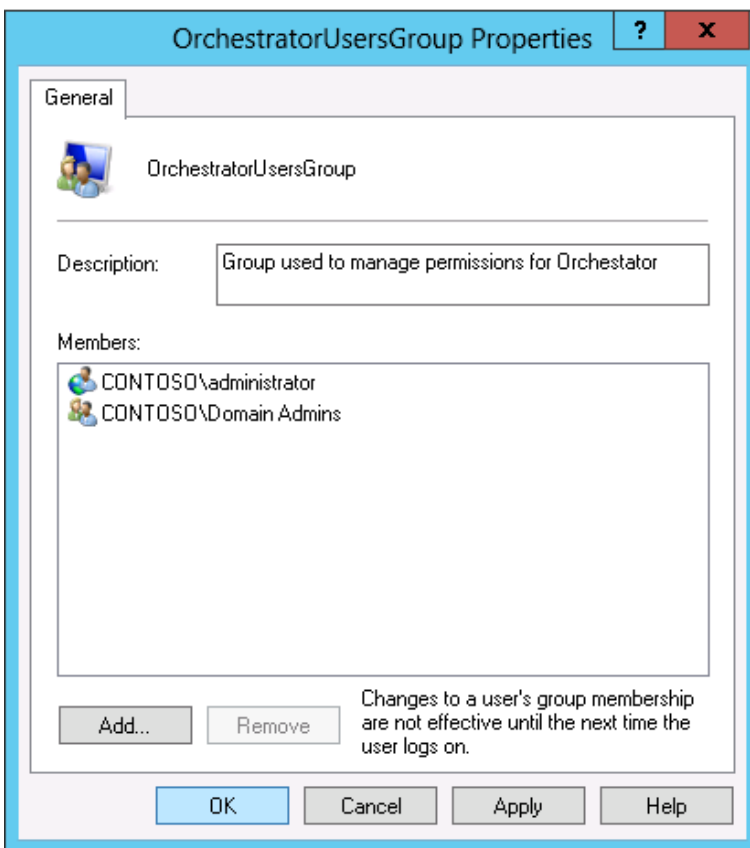 OrchestratorUsersGroup Properties
?
x
General
OrchestratorUsersGroup
Description:
Group used to manage permissions for Orchestator
Members:
CONTOSO\administrator
CONTOSO\Domain Admins
Add...
Remove
Changes to a user's group membership
are not effective until the next time the
user logs on.
OK
Cancel
Apply
Help